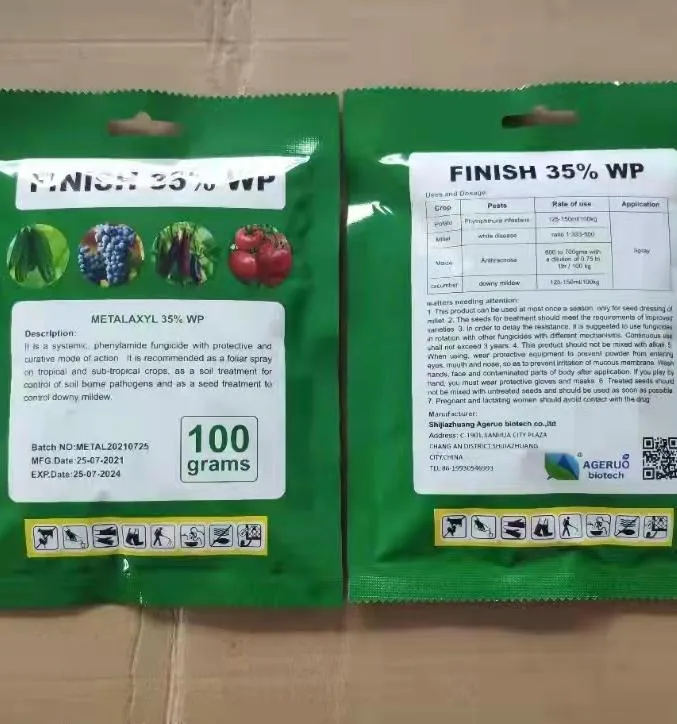 FINISH 35% WP
METALAXYL 35% WP
Description:
It is a systemic, phenylamide fungicide with protective and
curative mode of action . It is recommended as a foliar spray
on tropical and sub-tropical crops, as a soil treatment for
control of soil borne pathogens and as a seed treatment to
control downy mildew.
Batch NO:METAL20210725
MFG.Date:25-07-2021
EXP.Date:25-07-2024
100
grams
FINISH 35% WP
Uses and Dosage
Crop Pests Rate of use Application
Potato Phytophthora infestans 125-150ml/100kg
Millet white disease ratio 1:333-500
Maize Anthracnose 600 to 700gms with
a dilution of 0.75 to
1ltr / 100 kg
Spray
cucumber downy mildew 125-150ml/100kg
matters needing attention:
1. This product can be used at most once a season, only for seed dressing of
millet. 2. The seeds for treatment should meet the requirements of improved
varieties. 3. In order to delay the resistance, it is suggested to use fungicides
in rotation with other fungicides with different mechanisms. Continuous use
shall not exceed 3 years. 4. This product should not be mixed with alkali. 5.
When using, wear protective equipment to prevent powder from entering
eyes, mouth and nose, so as to prevent irritation of mucous membrane. Wash
hands, face and contaminated parts of body after application. If you play by
hand, you must wear protective gloves and masks. 6. Treated seeds should
not be mixed with untreated seeds and should be used as soon as possible.
7. Pregnant and lactating women should avoid contact with the drug
Manufacturer:
Shijiazhuang Ageruo biotech co.,ltd
Address: C 1901, SANHUA CITY PLAZA
CHANG AN DISTRICT,SHIJIAZHUANG
CITY,CHINA
TEL:86-15930546993
AGERUO
biotech